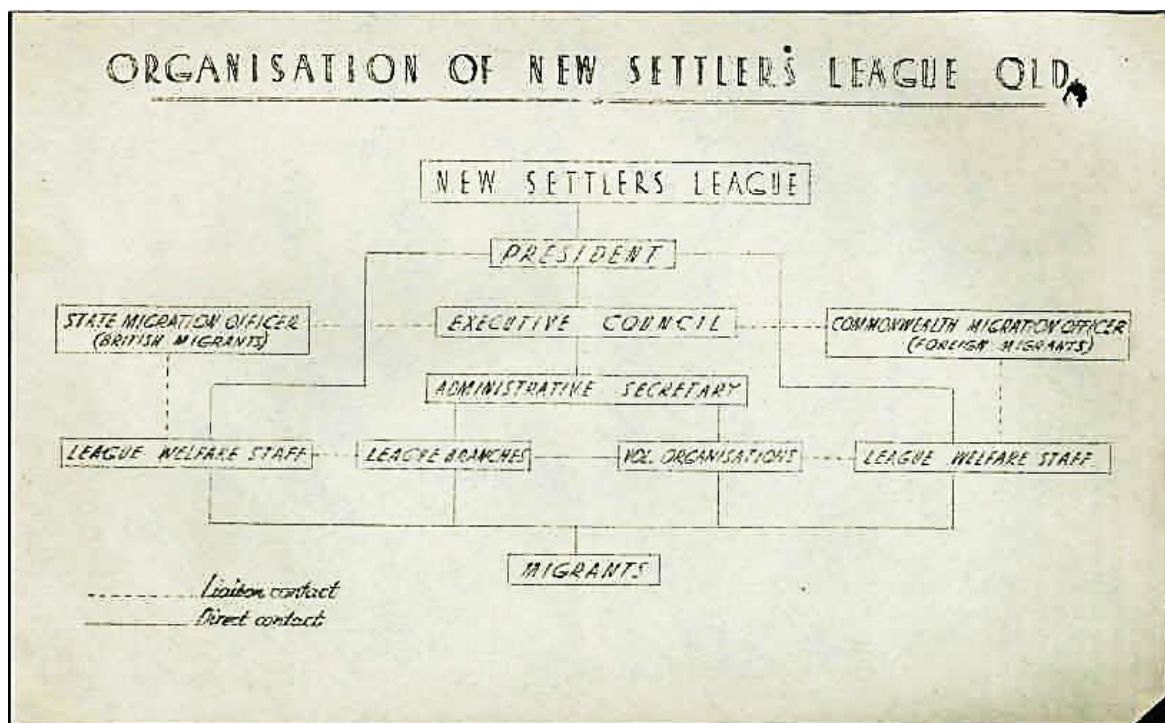 ORGANISATION OF NEW SETTLER'S LEAGUE QLD
NEW SETTLERS LEAGUE
PRESIDENT
STATE MIGRATION OFFICER
(BRITISH MIGRANTS)
EXECUTIVE COUNCIL
COMMONWEALTH MIGRATION OFFICER
(FOREIGN MIGRANTS)
ADMINISTRATIVE SECRETARY
LEAGUE WELFARE STAFF
LEAGUE BRANCHES
VOL. ORGANISATIONS
LEAGUE WELFARE STAFF
MIGRANTS
Liaison contact
Direct contact